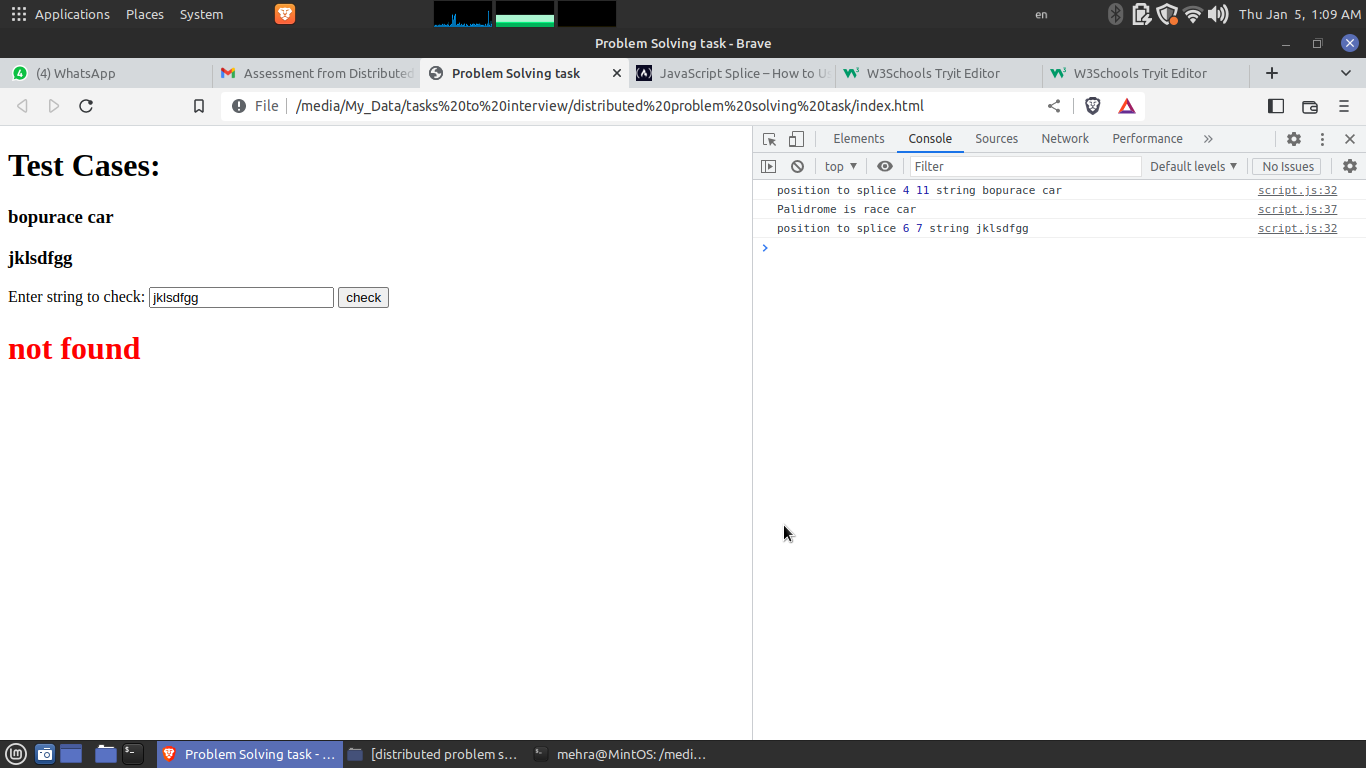 Applications Places System en Thu Jan 5, 1:09 AM
Problem Solving task - Brave
(4) WhatsApp Assessment from Distributed Problem Solving task JavaScript Splice – How to Us W3Schools Tryit Editor W3Schools Tryit Editor
File /media/My_Data/tasks%20to%20interview/distributed%20problem%20solving%20task/index.html
Elements Console Sources Network Performance
top Filter Default levels No Issues
Test Cases:
bopurace car
jklsdfgg
Enter string to check: jklsdfgg check
not found
position to splice 4 11 string bopurace car script.js:32
Palidrome is race car script.js:37
position to splice 6 7 string jklsdfgg script.js:32
Problem Solving task - ... [distributed problem s... mehra@MintOS: /medi...